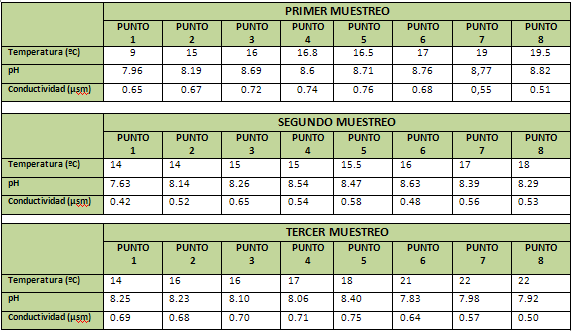 PRIMER MUESTREO
PUNTO 1 PUNTO 2 PUNTO 3 PUNTO 4 PUNTO 5 PUNTO 6 PUNTO 7 PUNTO 8
Temperatura (ºC) 9 15 16 16.8 16.5 17 19 19.5
pH 7.96 8.19 8.69 8.6 8.71 8.76 8,77 8.82
Conductividad (µsm) 0.65 0.67 0.72 0.74 0.76 0.68 0,55 0.51
SEGUNDO MUESTREO
PUNTO 1 PUNTO 2 PUNTO 3 PUNTO 4 PUNTO 5 PUNTO 6 PUNTO 7 PUNTO 8
Temperatura (ºC) 14 14 15 15 15.5 16 17 18
pH 7.63 8.14 8.26 8.54 8.47 8.63 8.39 8.29
Conductividad (µsm) 0.42 0.52 0.65 0.54 0.58 0.48 0.56 0.53
TERCER MUESTREO
PUNTO 1 PUNTO 2 PUNTO 3 PUNTO 4 PUNTO 5 PUNTO 6 PUNTO 7 PUNTO 8
Temperatura (ºC) 14 16 16 17 18 21 22 22
pH 8.25 8.23 8.10 8.06 8.40 7.83 7.98 7.92
Conductividad (µsm) 0.69 0.68 0.70 0.71 0.75 0.64 0.57 0.50